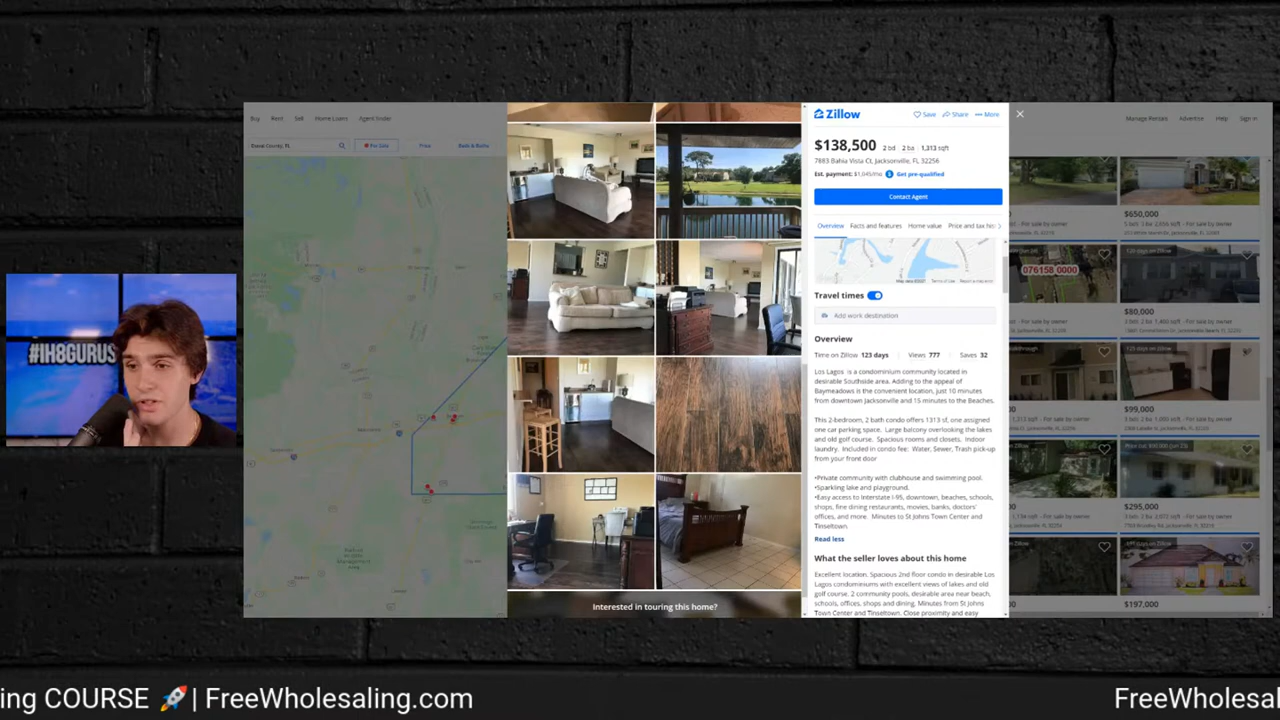 Buy Rent Sell Home Loans Agent finder
Duval County, FL
For Sale Price Beds & Baths
#IH8GURUS
Zillow
Save Share More
$138,500 2 bd 2 ba 1,313 sqft
7883 Bahia Vista Ct, Jacksonville, FL 32256
Est. payment: $1,045/mo $ Get pre-qualified
Contact Agent
Overview Facts and features Home value Price and tax his
Travel times
Add work destination
Overview
Time on Zillow 123 days Views 777 Saves 32
Los Lagos is a condominium community located in
desirable Southside area. Adding to the appeal of
Baymeadows is the convenient location, just 10 minutes
from downtown Jacksonville and 15 minutes to the Beaches.
This 2-bedroom, 2 bath condo offers 1313 sf, one assigned
one car parking space. Large balcony overlooking the lakes
and old golf course. Spacious rooms and closets. Indoor
laundry. Included in condo fee: Water, Sewer, Trash pick-up
from your front door
•Private community with clubhouse and swimming pool.
•Sparkling lake and playground.
•Easy access to Interstate I-95, downtown, beaches, schools,
shops, fine dining restaurants, movies, banks, doctors'
offices, and more. Minutes to St Johns Town Center and
Tinseltown.
Read less
What the seller loves about this home
Excellent location. Spacious 2nd floor condo in desirable Los
Lagos condominiums with excellent views of lakes and old
golf course. 2 community pools, desirable area near beach,
schools, offices, shops and dining. Minutes from St Johns
Town Center and Tinseltown. Close proximity and easy
Interested in touring this home?
Manage Rentals Advertise Help Sign in
$650,000
076158 0000
$80,000
$99,000
$295,000
$197,000
ing COURSE 🚀| FreeWholesaling.com
FreeWholesal